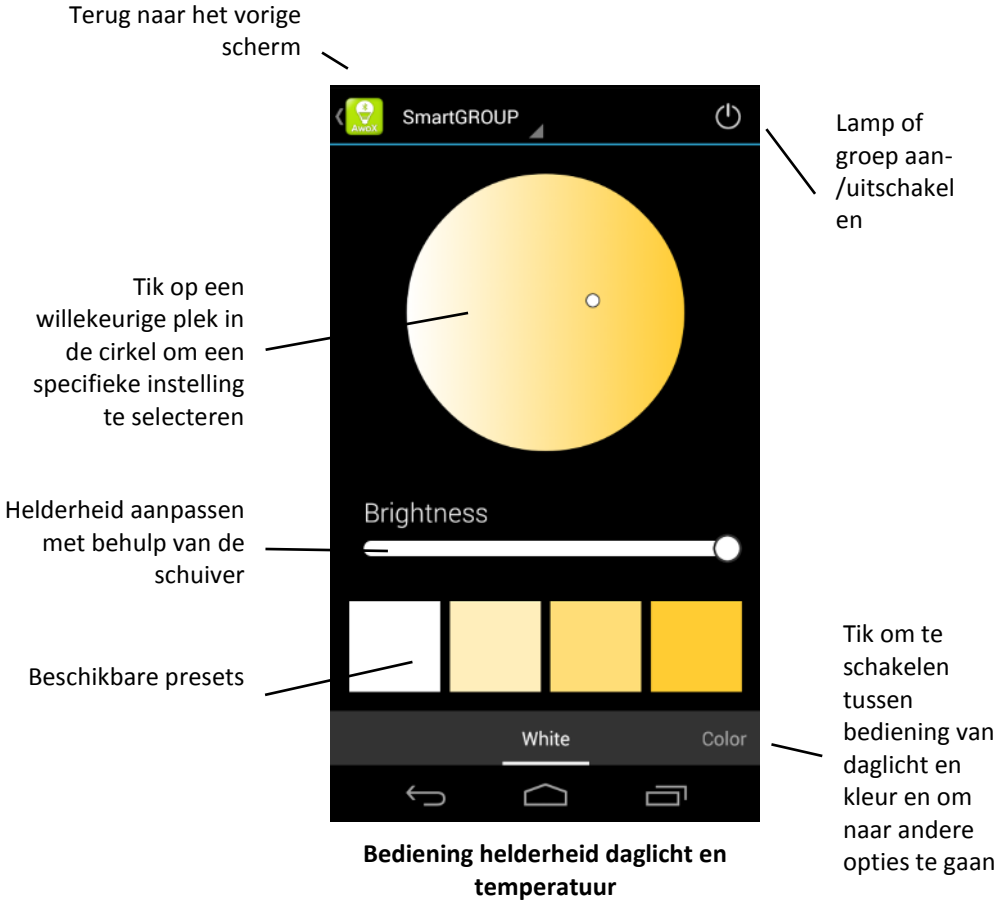 Terug naar het vorige
scherm
AwoX
SmartGROUP
Lamp of
groep aan-
/uitschakel
en
Tik op een
willekeurige plek in
de cirkel om een
specifieke instelling
te selecteren
Helderheid aanpassen
met behulp van de
schuiver
Brightness
Beschikbare presets
Tik om te
schakelen
tussen
bediening van
daglicht en
kleur en om
naar andere
opties te gaan
White
Color
Bediening helderheid daglicht en
temperatuur